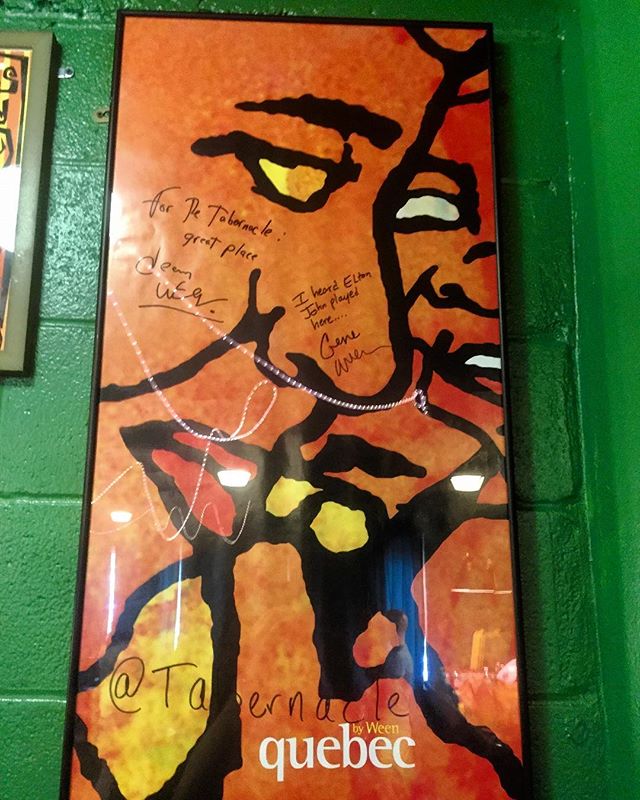 For The Tabernacle:
great place
dean
ween
I heard Elton
John played
here....
Gene
ween
@Tabernacle
by Ween
quebec